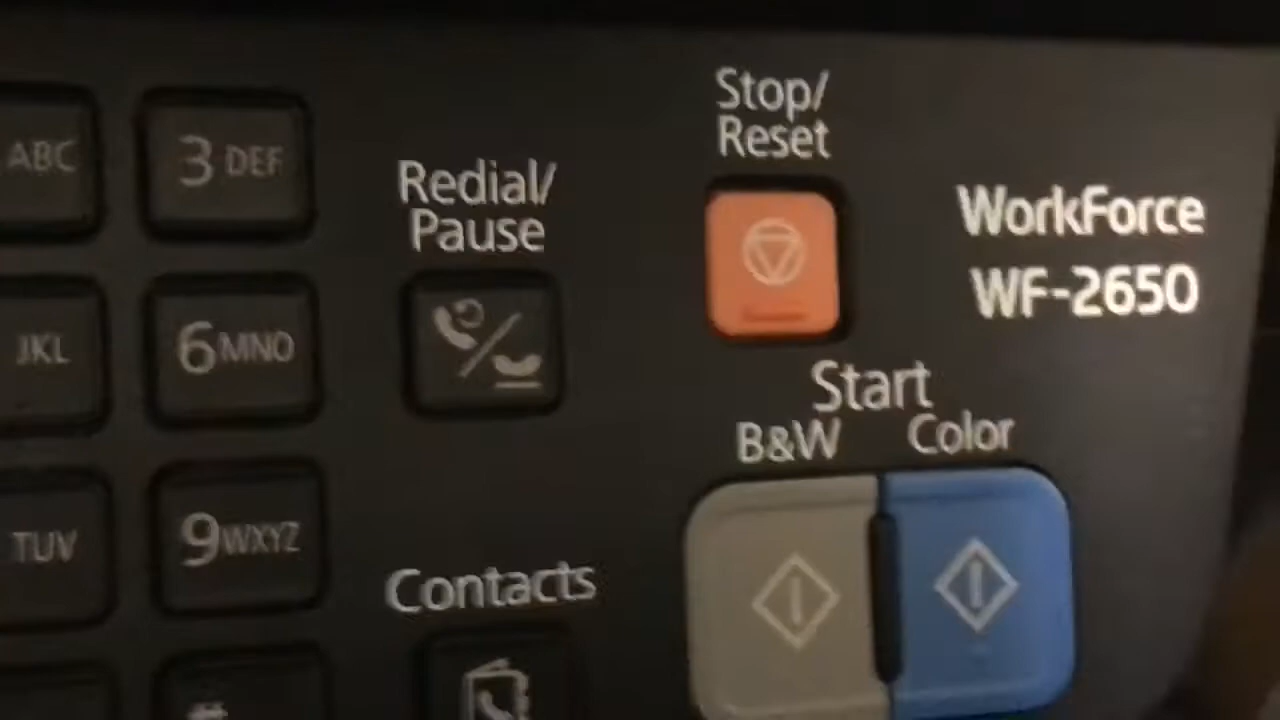 ABC
3 DEF
JKL
6 MNO
TUV
9 WXYZ
#
Redial/
Pause
Contacts
Stop/
Reset
Start
B&W Color
WorkForce
WF-2650